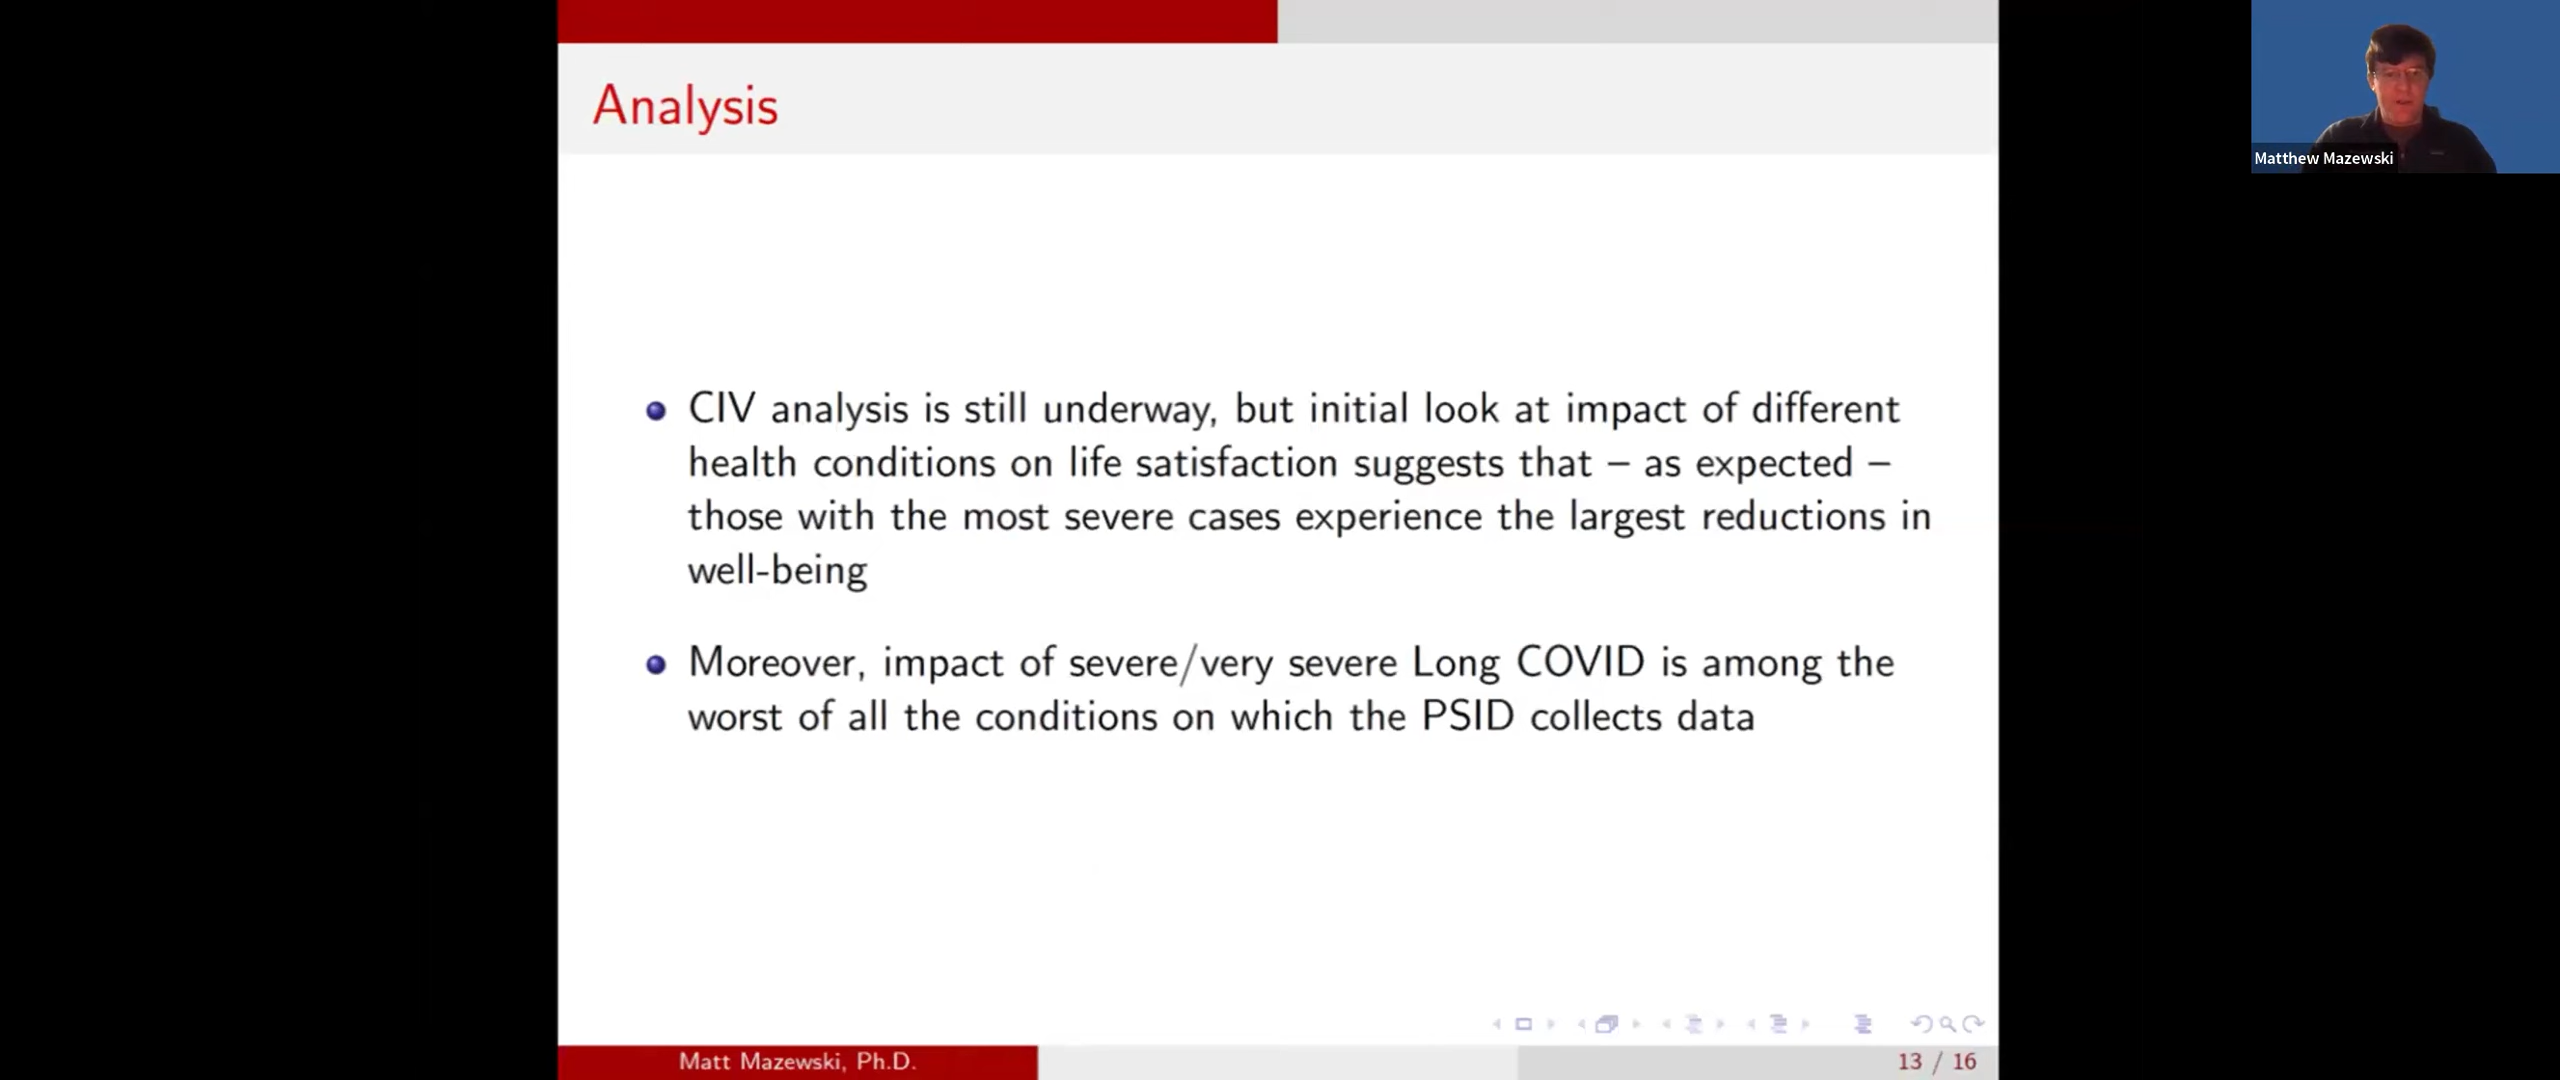 Analysis
CIV analysis is still underway, but initial look at impact of different
health conditions on life satisfaction suggests that – as expected –
those with the most severe cases experience the largest reductions in
well-being
Moreover, impact of severe/very severe Long COVID is among the
worst of all the conditions on which the PSID collects data
Matt Mazewski, Ph.D.
13 / 16
Matthew Mazewski